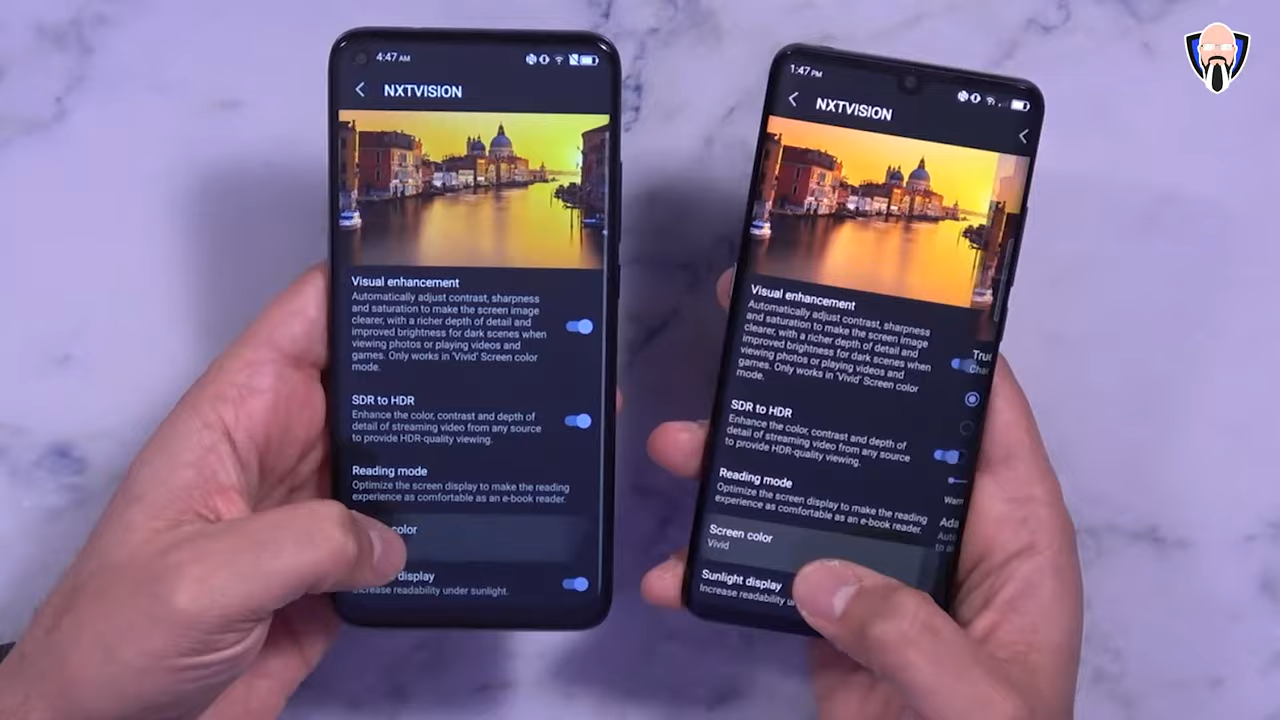 4:47 AM
NXTVISION
Visual enhancement
Automatically adjust contrast, sharpness
and saturation to make the screen image
clearer, with a richer depth of detail and
improved brightness for dark scenes when
viewing photos or playing videos and
games. Only works in 'Vivid' Screen color
mode.
SDR to HDR
Enhance the color, contrast and depth of
detail of streaming video from any source
to provide HDR-quality viewing.
Reading mode
Optimize the screen display to make the reading
experience as comfortable as an e-book reader.
color
display
Increase readability under sunlight.
1:47 PM
NXTVISION
Visual enhancement
Automatically adjust contrast, sharpness
and saturation to make the screen image
clearer, with a richer depth of detail and
improved brightness for dark scenes when
viewing photos or playing videos and
games. Only works in 'Vivid' Screen color
mode.
SDR to HDR
Enhance the color, contrast and depth of
detail of streaming video from any source
to provide HDR-quality viewing.
Reading mode
Optimize the screen display to make the reading
experience as comfortable as an e-book reader.
Screen color
Vivid
Sunlight display
Increase readability
Warm